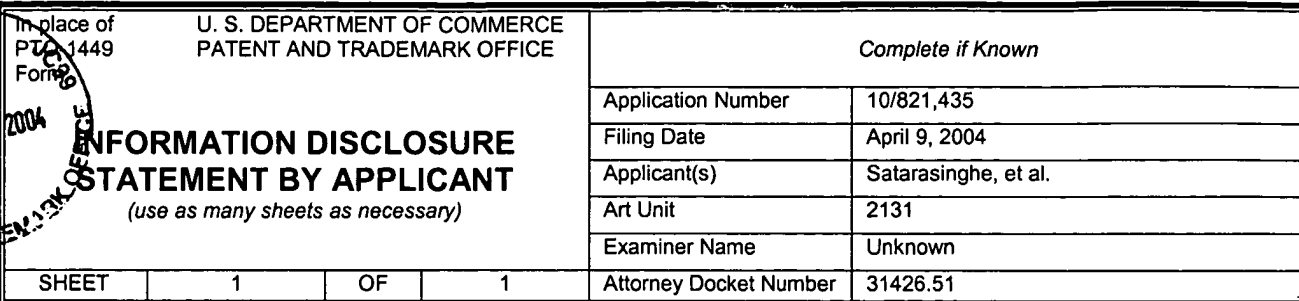 In place of U. S. DEPARTMENT OF COMMERCE
PTO 1449 PATENT AND TRADEMARK OFFICE
Form
Complete if Known
2004
INFORMATION DISCLOSURE
STATEMENT BY APPLICANT
(use as many sheets as necessary)
SHEET 1 OF 1
Application Number 10/821,435
Filing Date April 9, 2004
Applicant(s) Satarasinghe, et al.
Art Unit 2131
Examiner Name Unknown
Attorney Docket Number 31426.51